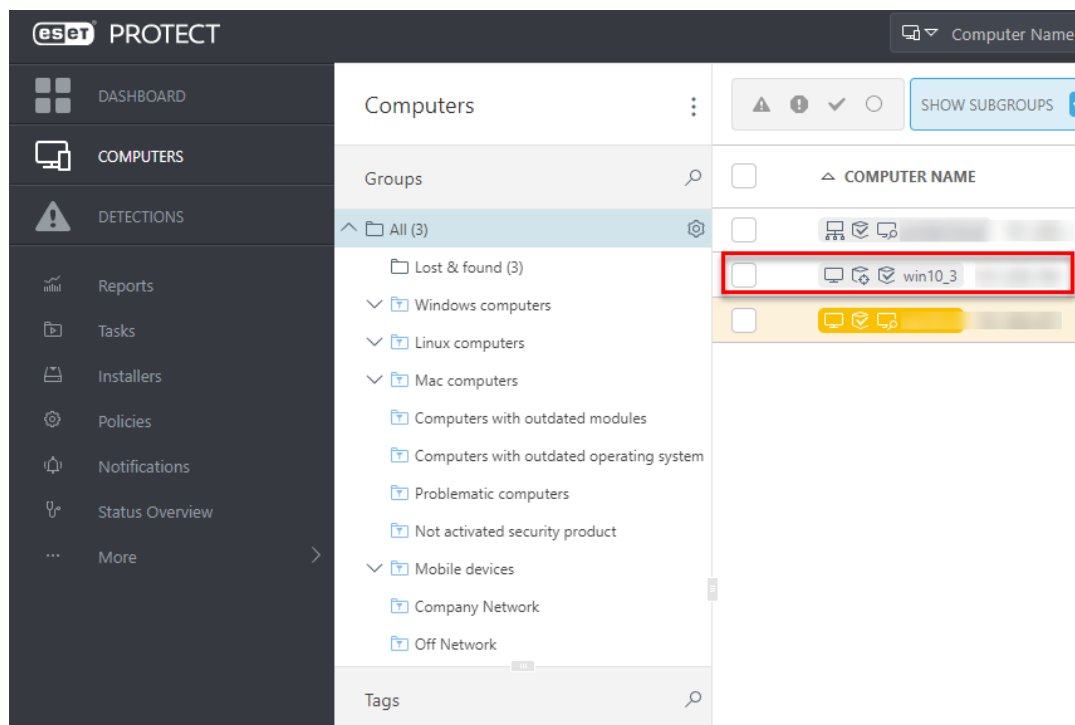 eset PROTECT
Computer Name
DASHBOARD
COMPUTERS
DETECTIONS
Reports
Tasks
Installers
Policies
Notifications
Status Overview
More
Computers
Groups
All (3)
Lost & found (3)
Windows computers
Linux computers
Mac computers
Computers with outdated modules
Computers with outdated operating system
Problematic computers
Not activated security product
Mobile devices
Company Network
Off Network
Tags
SHOW SUBGROUPS
COMPUTER NAME
win10_3